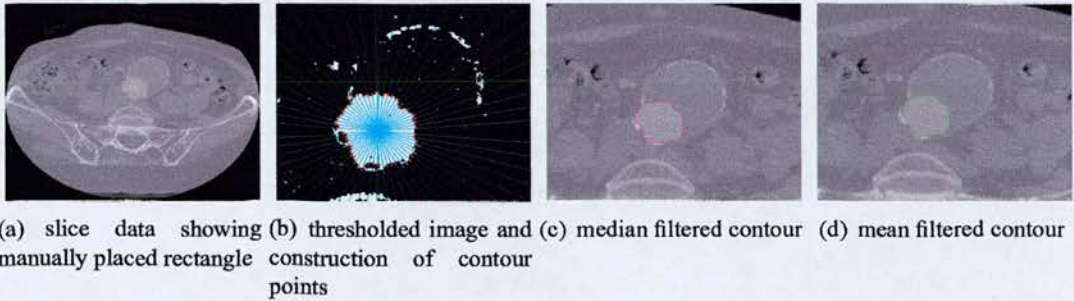 (a) slice data showing manually placed rectangle
(b) thresholded image and construction of contour points
(c) median filtered contour
(d) mean filtered contour